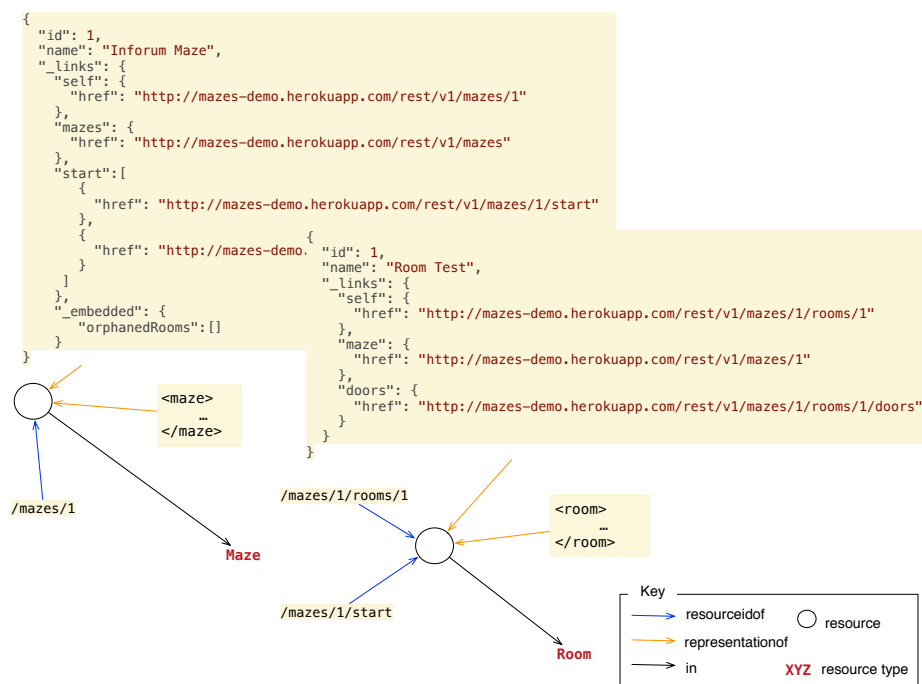 {
"id": 1,
"name": "Inforum Maze",
"_links": {
"self": {
"href": "http://mazes-demo.herokuapp.com/rest/v1/mazes/1"
},
"mazes": {
"href": "http://mazes-demo.herokuapp.com/rest/v1/mazes"
},
"start":[
{
"href": "http://mazes-demo.herokuapp.com/rest/v1/mazes/1/start"
},
{
"href": "http://mazes-demo.
}
]
},
"_embedded": {
"orphanedRooms":[]
}
}
{
"id": 1,
"name": "Room Test",
"_links": {
"self": {
"href": "http://mazes-demo.herokuapp.com/rest/v1/mazes/1/rooms/1"
},
"maze": {
"href": "http://mazes-demo.herokuapp.com/rest/v1/mazes/1"
},
"doors": {
"href": "http://mazes-demo.herokuapp.com/rest/v1/mazes/1/rooms/1/doors"
}
}
}
<maze>
…
</maze>
/mazes/1
Maze
/mazes/1/rooms/1
<room>
…
</room>
/mazes/1/start
Room
Key
resourceidof
resource
representationof
in
XYZ resource type